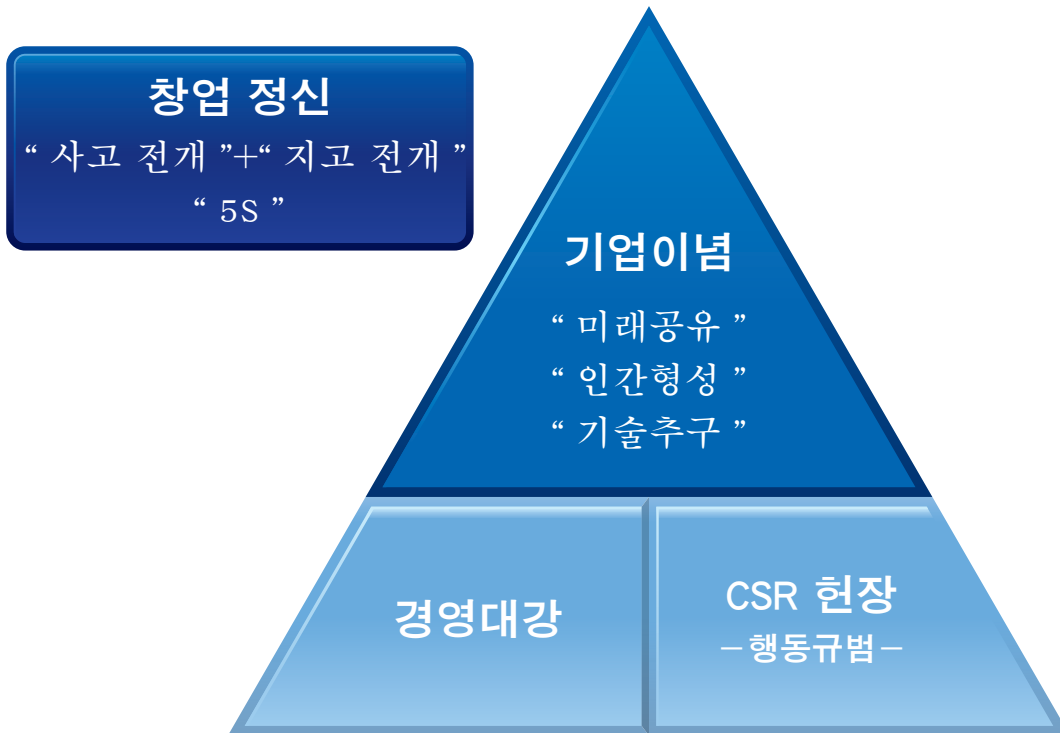 창업 정신
“ 사고 전개 ”+“ 지고 전개 ”
“ 5S ”
기업이념
“ 미래공유 ”
“ 인간형성 ”
“ 기술추구 ”
경영대강
CSR 헌장
－행동규범－